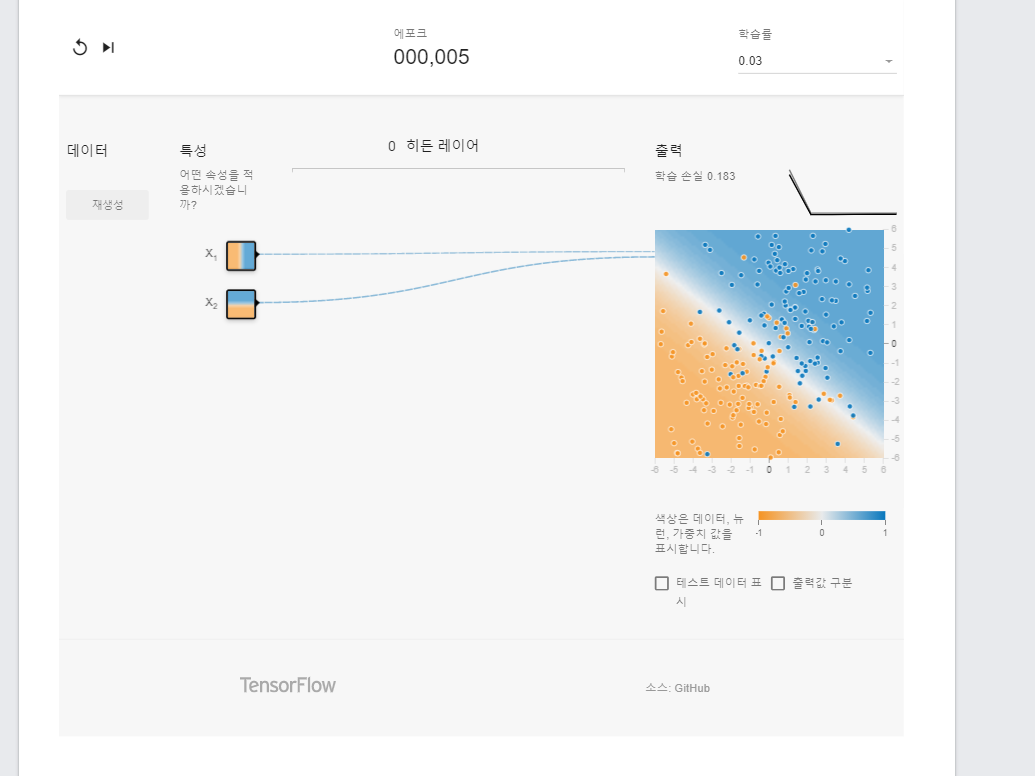 에포크
000,005
학습률
0.03
데이터
재생성
특성
어떤 속성을 적
용하시겠습니
까?
X1
X2
0 히든 레이어
출력
학습 손실 0.183
6
5
4
3
2
1
0
-1
-2
-3
-4
-5
-6
-6 -5 -4 -3 -2 -1 0 1 2 3 4 5 6
색상은 데이터, 뉴
런, 가중치 값을
표시합니다.
-1 0 1
테스트 데이터 표
시
출력값 구분
TensorFlow
소스: GitHub